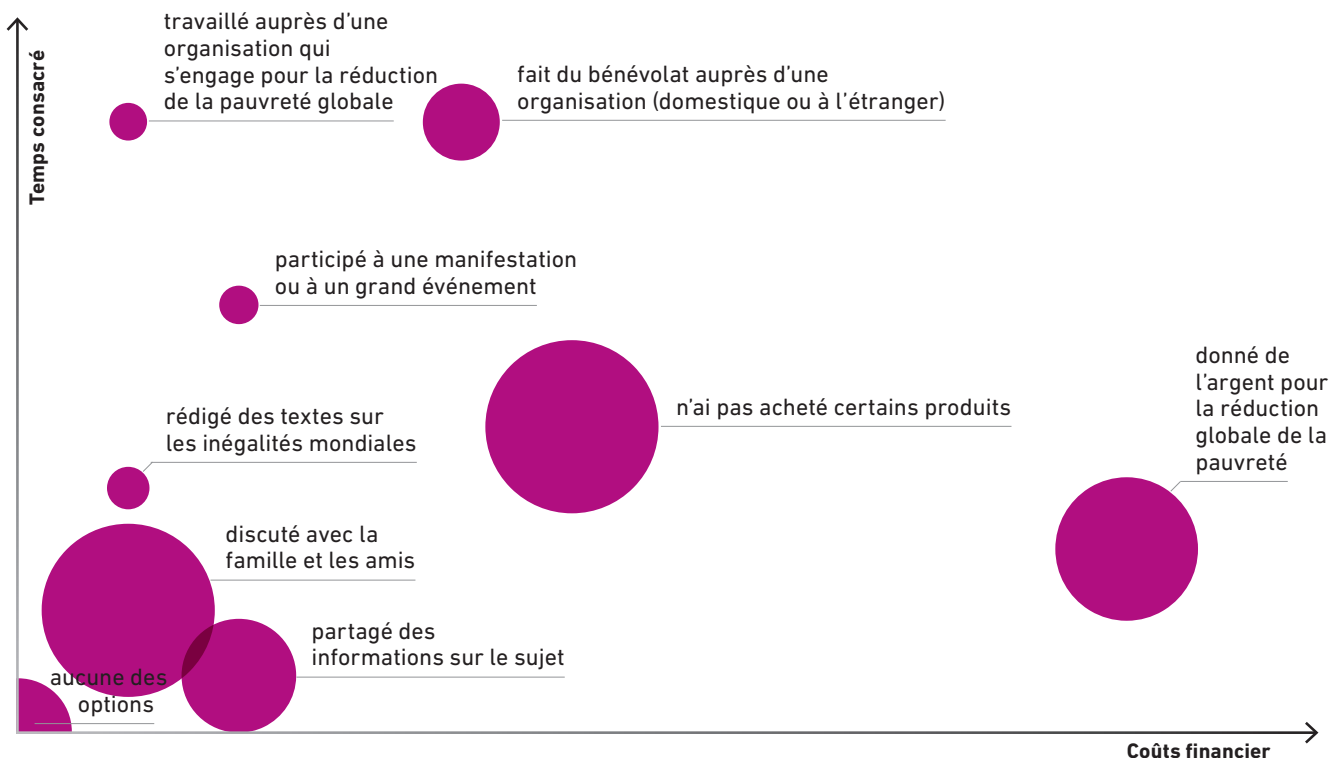 Temps consacré
travaillé auprès d’une
organisation qui
s’engage pour la réduction
de la pauvreté globale
fait du bénévolat auprès d’une
organisation (domestique ou à l’étranger)
participé à une manifestation
ou à un grand événement
n’ai pas acheté certains produits
donné de
l’argent pour
la réduction
globale de la
pauvreté
rédigé des textes sur
les inégalités mondiales
discuté avec la
famille et les amis
partagé des
informations sur le sujet
aucune des
options
Coûts financier